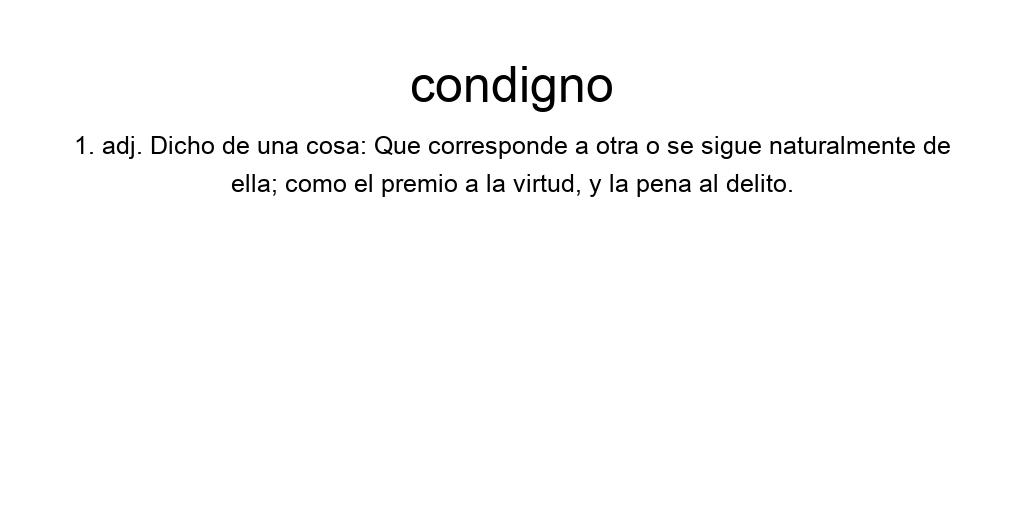 condigno
1. adj. Dicho de una cosa: Que corresponde a otra o se sigue naturalmente de
ella; como el premio a la virtud, y la pena al delito.